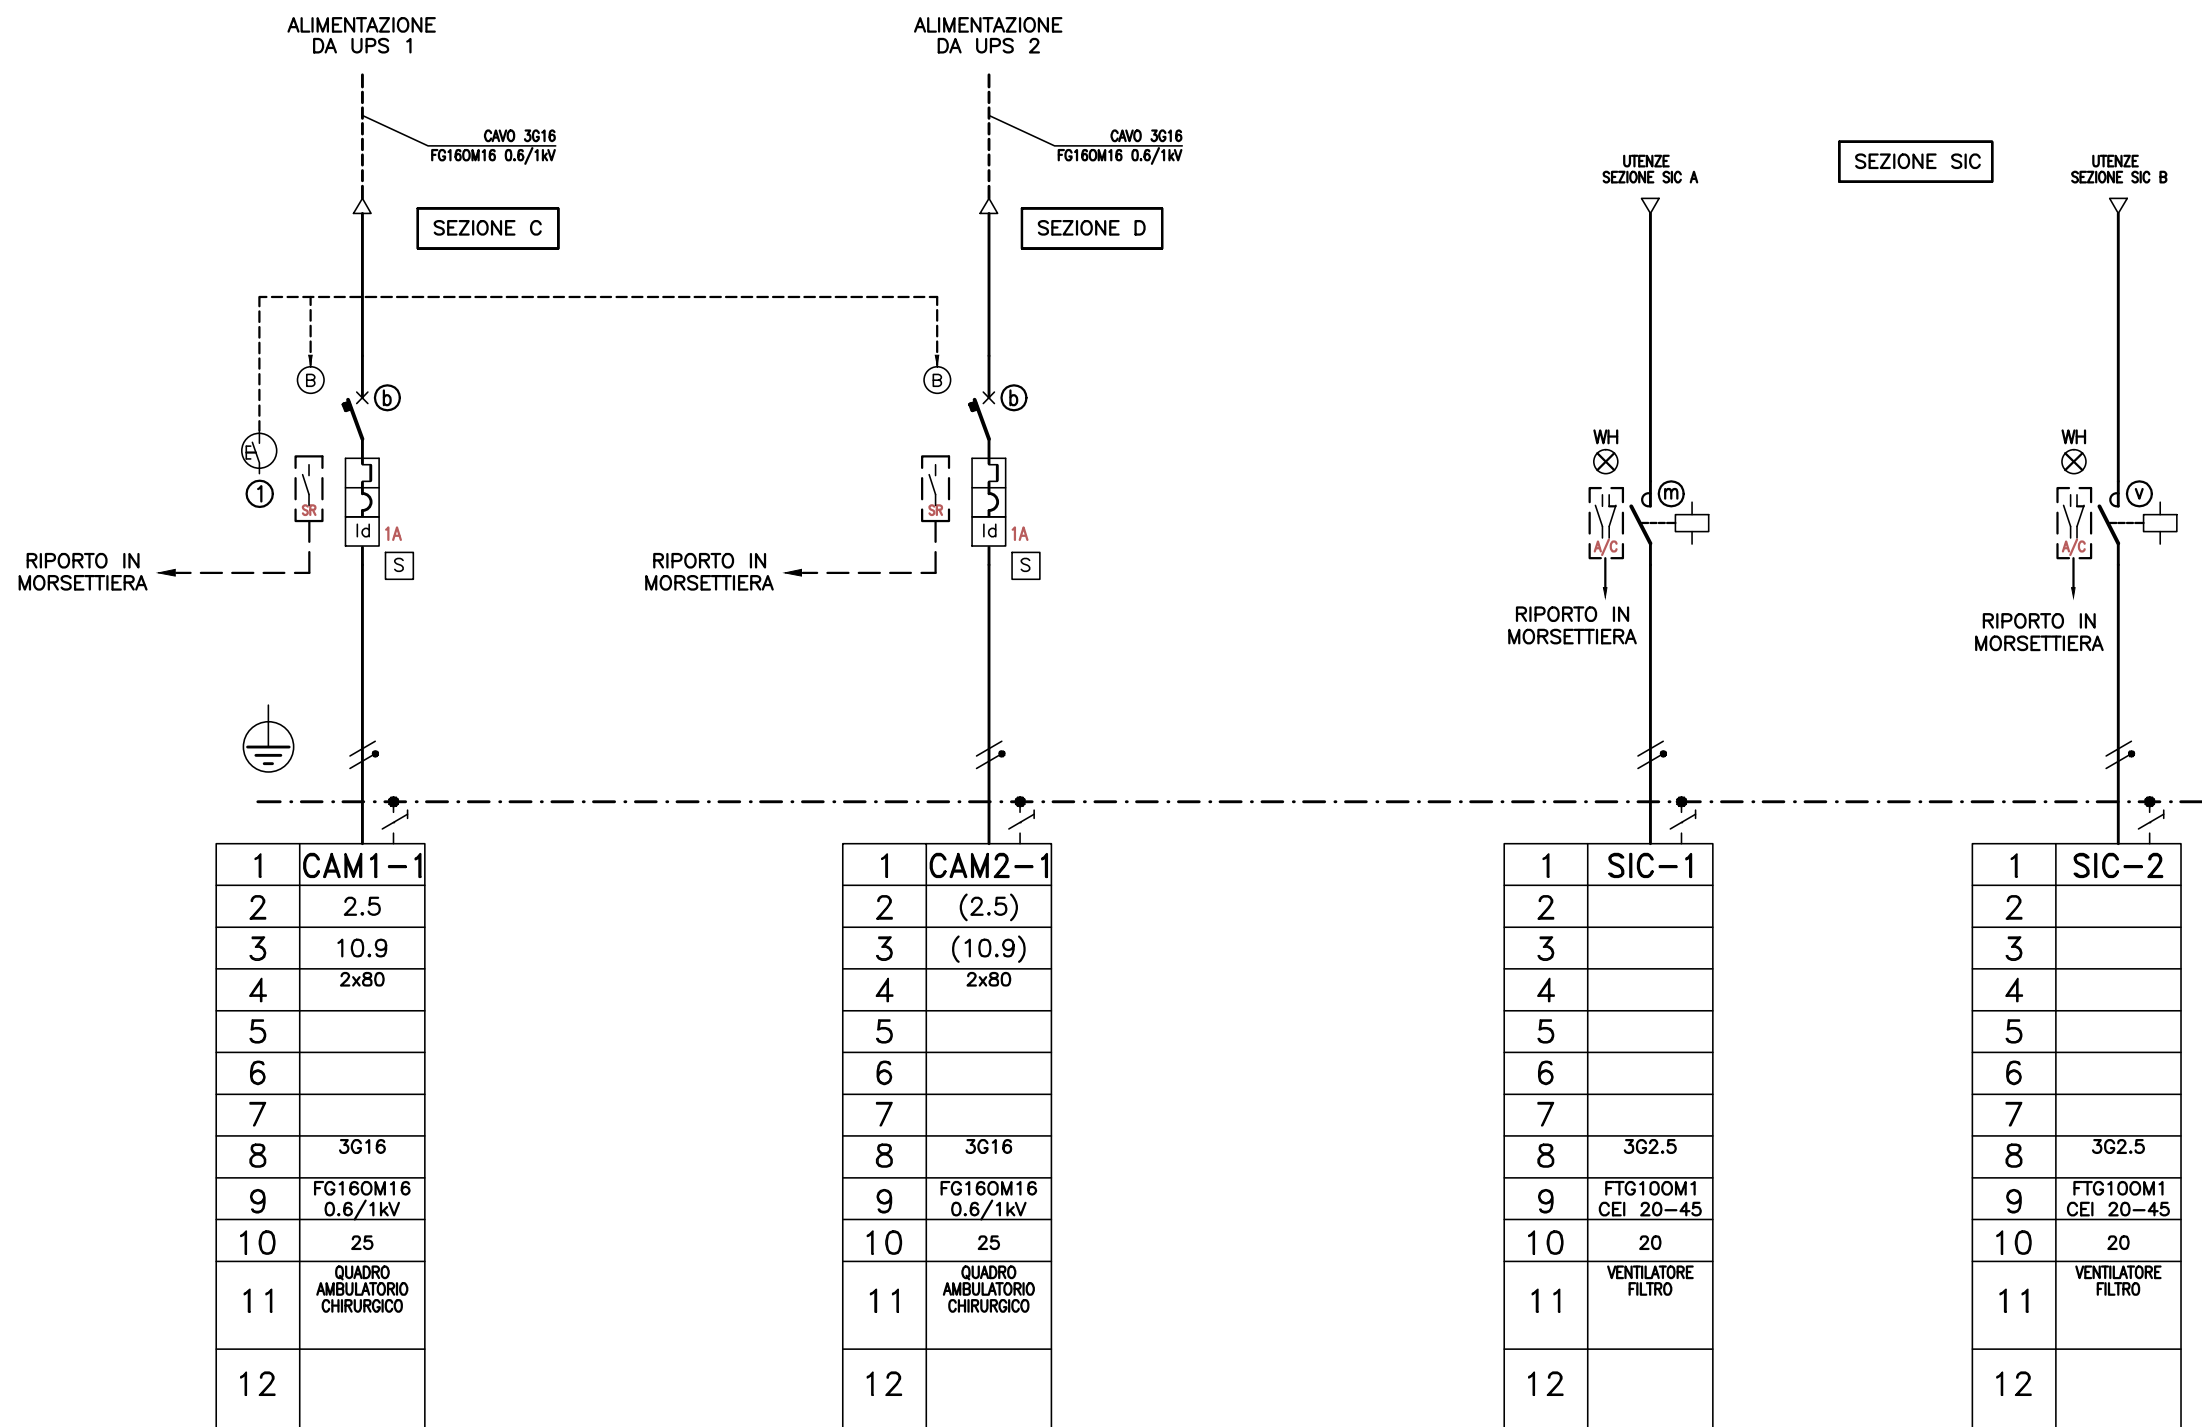 ALIMENTAZIONE
DA UPS 1
CAVO 3G16
FG16OM16 0.6/1kV
SEZIONE C
B
b
1
SR
Id
1A
S
RIPORTO IN
MORSETTIERA
ALIMENTAZIONE
DA UPS 2
CAVO 3G16
FG16OM16 0.6/1kV
SEZIONE D
B
b
SR
Id
1A
S
RIPORTO IN
MORSETTIERA
UTENZE
SEZIONE SIC A
SEZIONE SIC
UTENZE
SEZIONE SIC B
WH
m
A/C
RIPORTO IN
MORSETTIERA
WH
v
A/C
RIPORTO IN
MORSETTIERA
1 CAM1-1
2 2.5
3 10.9
4 2x80
5
6
7
8 3G16
9 FG16OM16
0.6/1kV
10 25
11 QUADRO
AMBULATORIO
CHIRURGICO
12
1 CAM2-1
2 (2.5)
3 (10.9)
4 2x80
5
6
7
8 3G16
9 FG16OM16
0.6/1kV
10 25
11 QUADRO
AMBULATORIO
CHIRURGICO
12
1 SIC-1
2
3
4
5
6
7
8 3G2.5
9 FTG10OM1
CEI 20-45
10 20
11 VENTILATORE
FILTRO
12
1 SIC-2
2
3
4
5
6
7
8 3G2.5
9 FTG10OM1
CEI 20-45
10 20
11 VENTILATORE
FILTRO
12